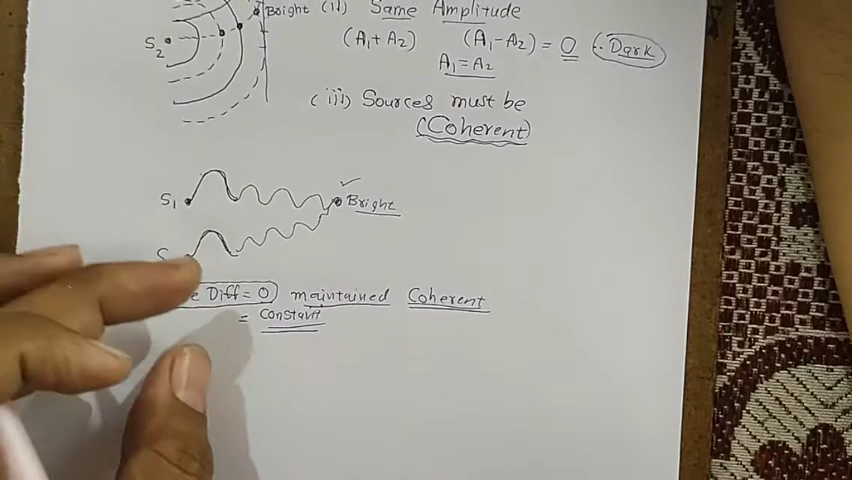 Bright (ii) Same Amplitude
S2 (A1+A2) (A1-A2) = 0 ∴ Dark
A1=A2
(iii) Sources must be
(Coherent)
S1 Bright
S
Diff=0 maintained Coherent
= Constant